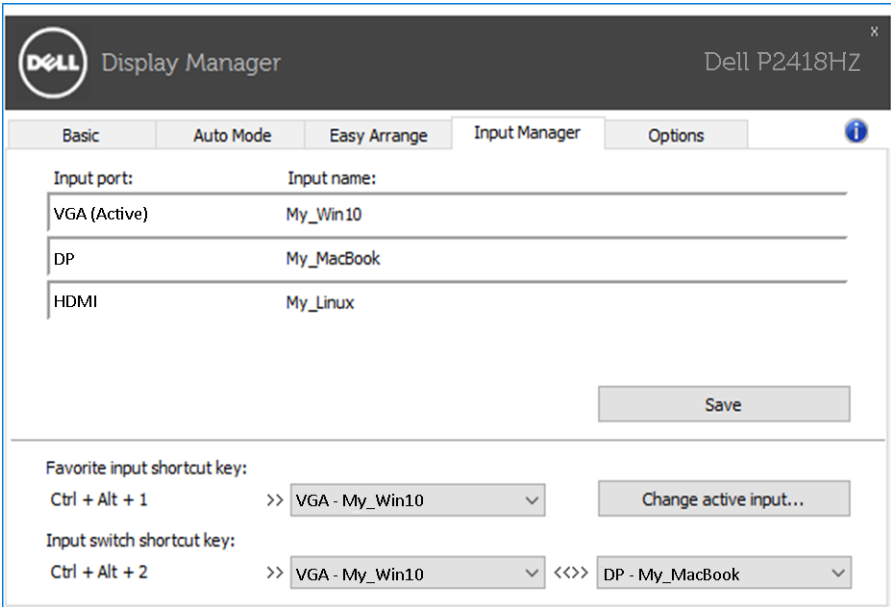 DELL Display Manager Dell P2418HZ x
Basic Auto Mode Easy Arrange Input Manager Options i
Input port: Input name:
VGA (Active) My_Win10
DP My_MacBook
HDMI My_Linux
Save
Favorite input shortcut key:
Ctrl + Alt + 1 >> VGA - My_Win10 Change active input...
Input switch shortcut key:
Ctrl + Alt + 2 >> VGA - My_Win10 <<>> DP - My_MacBook